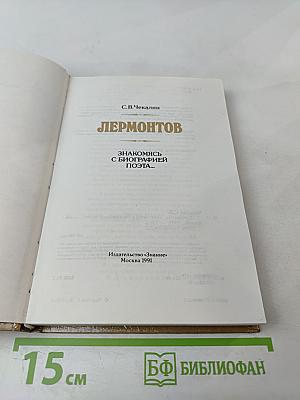 С.В.Чекалин
ЛЕРМОНТОВ
ЗНАКОМЯСЬ
С БИОГРАФИЕЙ
ПОЭТА...
Издательство «Знание»
Москва 1991
15 см
БФ БИБЛИОФАН